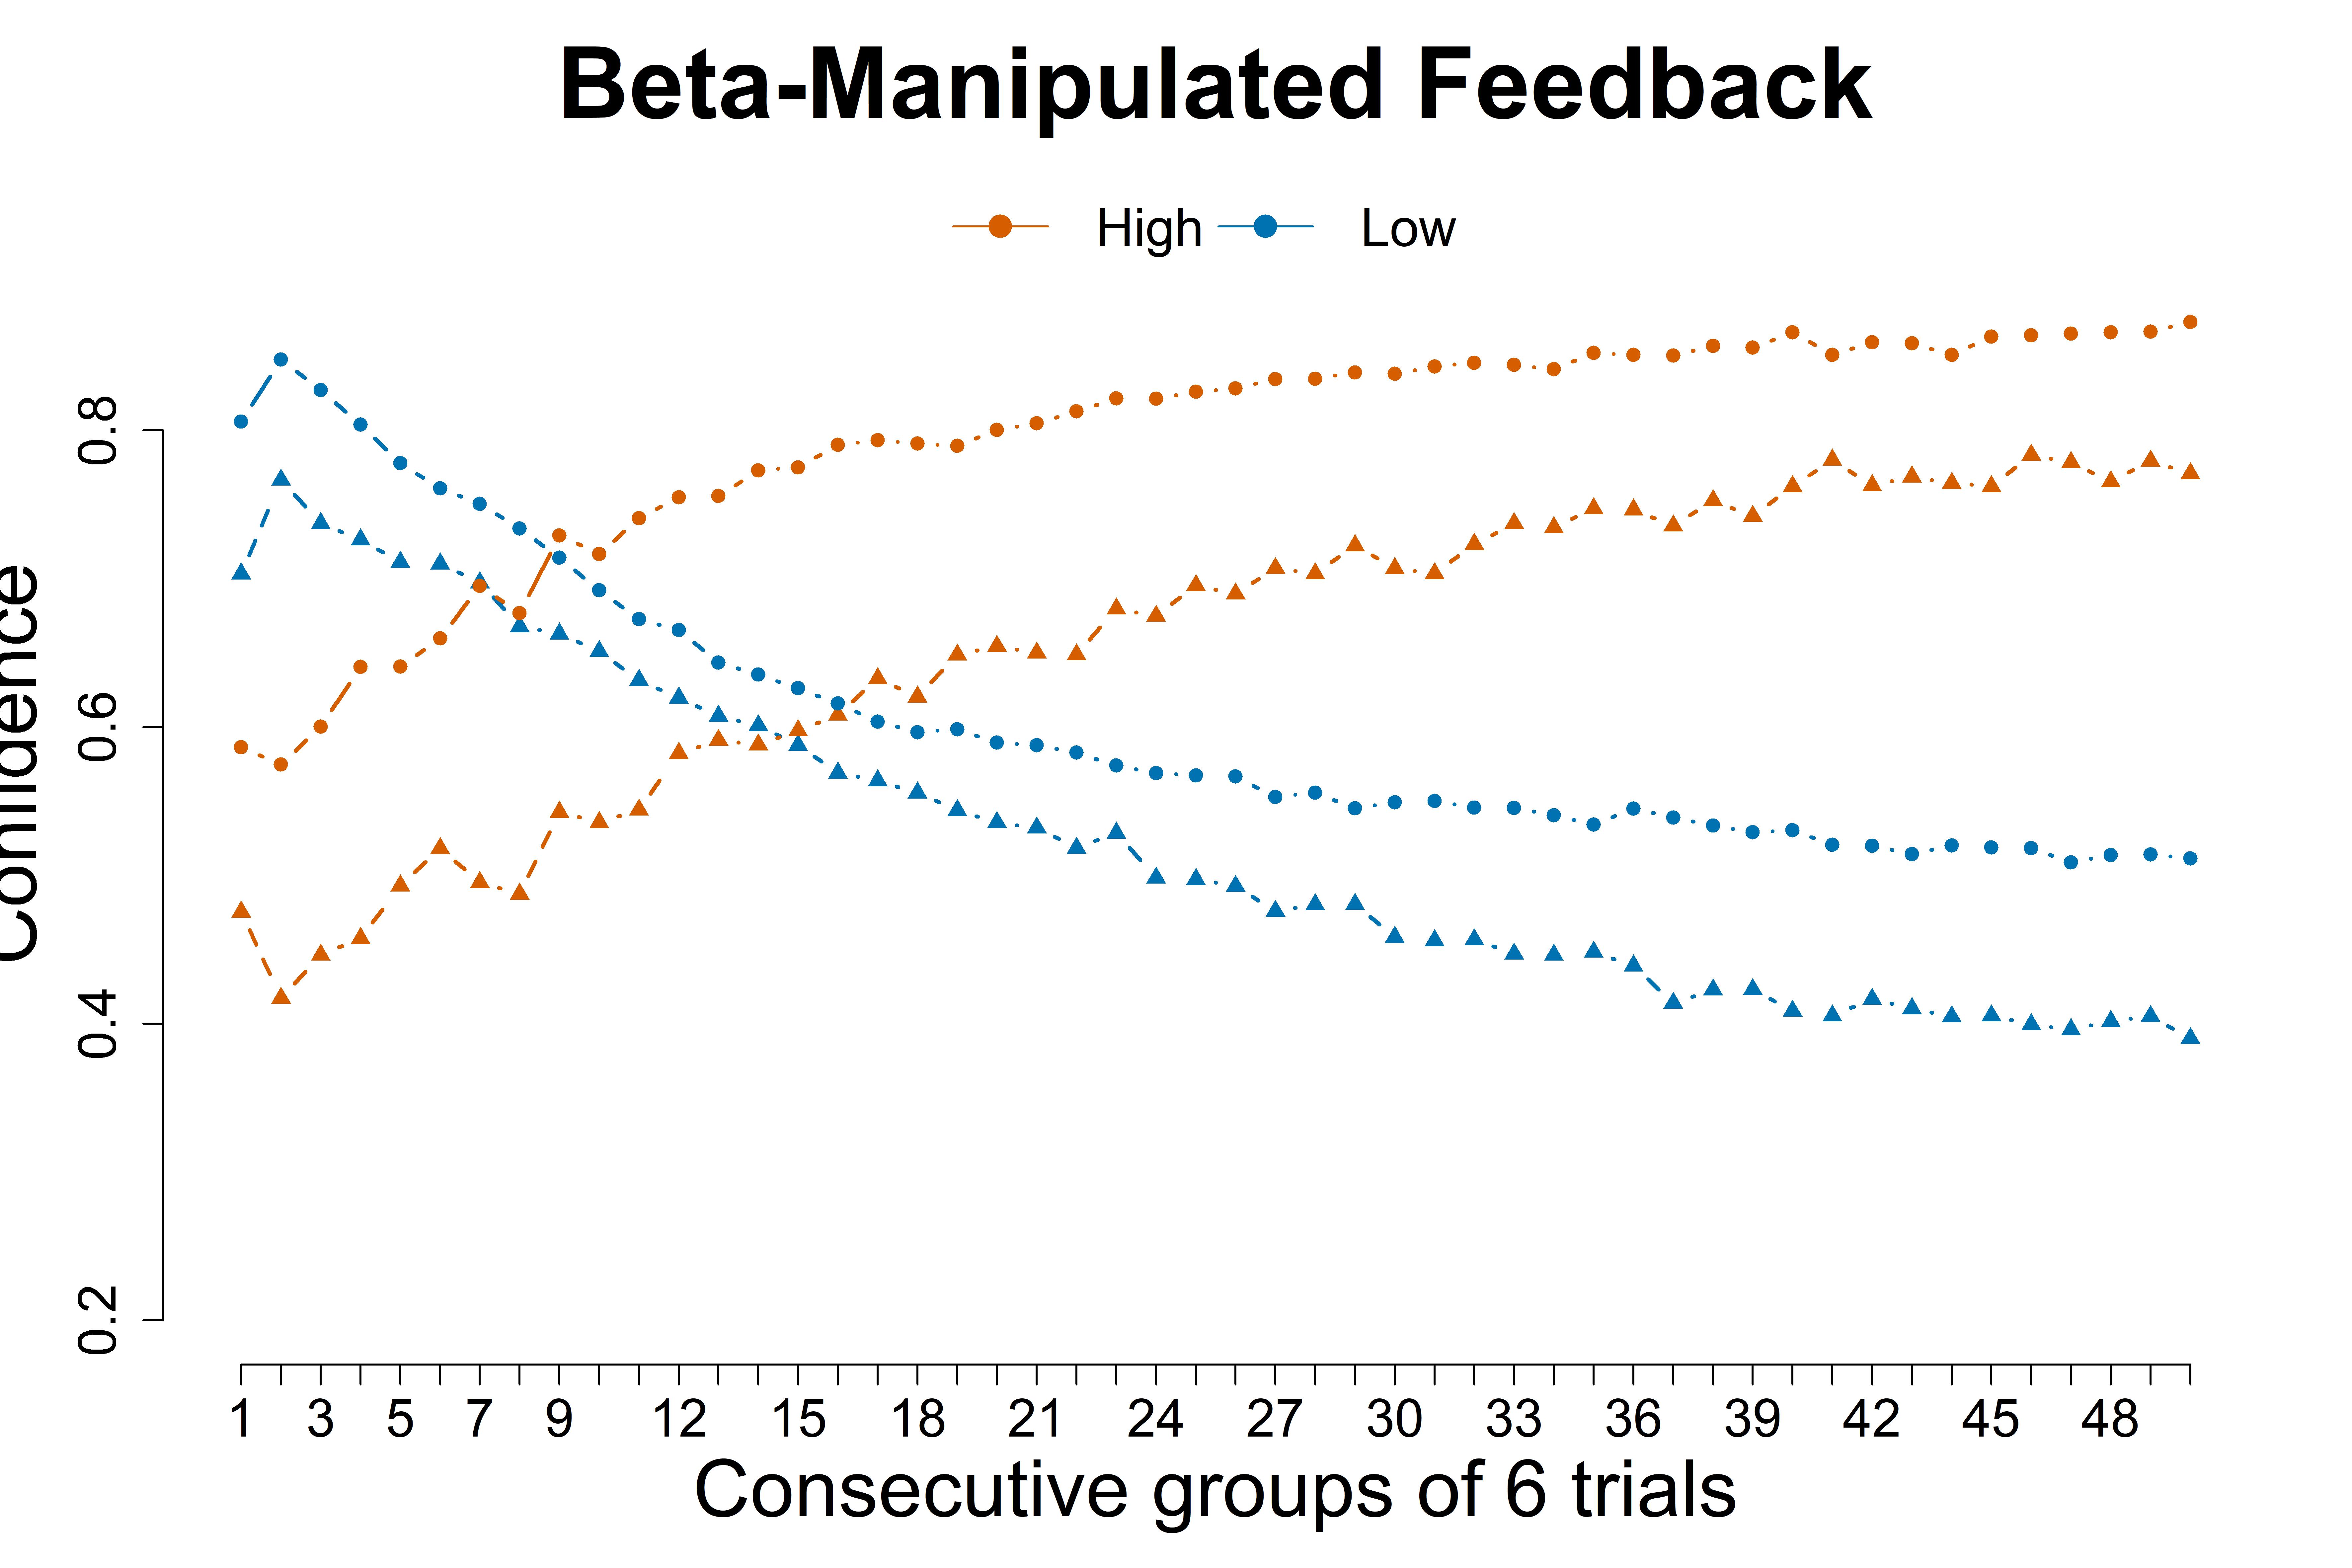 Beta-Manipulated Feedback
High Low
Confidence
0.8
0.6
0.4
0.2
1 3 5 7 9 12 15 18 21 24 27 30 33 36 39 42 45 48
Consecutive groups of 6 trials